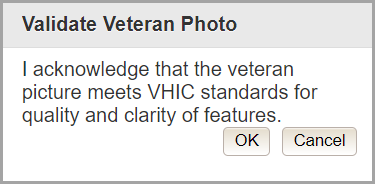 Validate Veteran Photo
I acknowledge that the veteran
picture meets VHIC standards for
quality and clarity of features.
OK Cancel